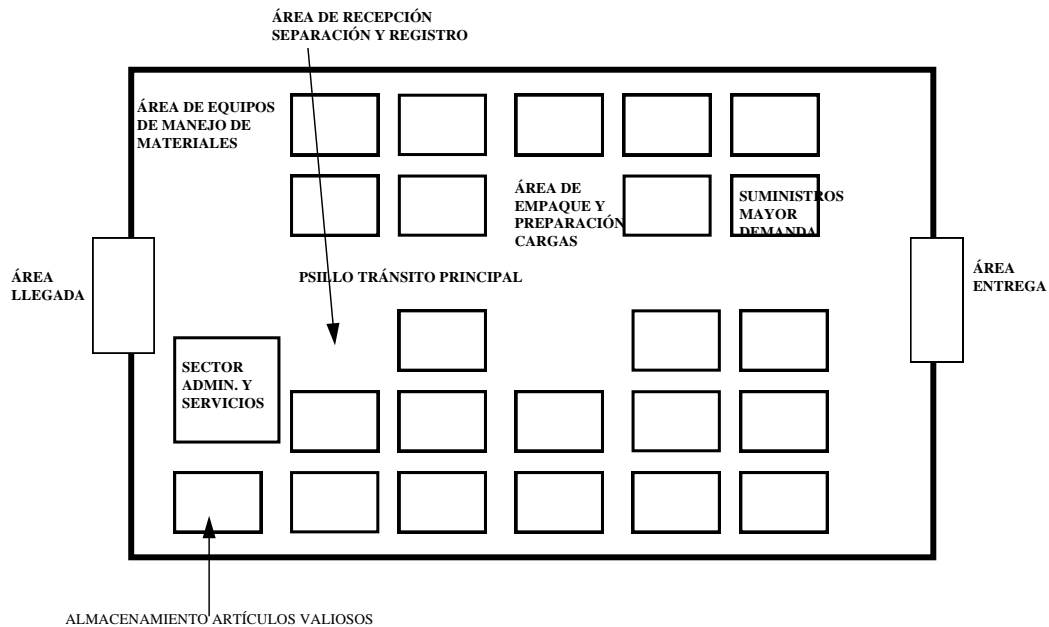 ÁREA DE RECEPCIÓN
SEPARACIÓN Y REGISTRO
ÁREA DE EQUIPOS
DE MANEJO DE
MATERIALES
ÁREA DE
EMPAQUE Y
PREPARACIÓN
CARGAS
SUMINISTROS
MAYOR
DEMANDA
ÁREA
LLEGADA
PSILLO TRÁNSITO PRINCIPAL
ÁREA
ENTREGA
SECTOR
ADMIN. Y
SERVICIOS
ALMACENAMIENTO ARTÍCULOS VALIOSOS